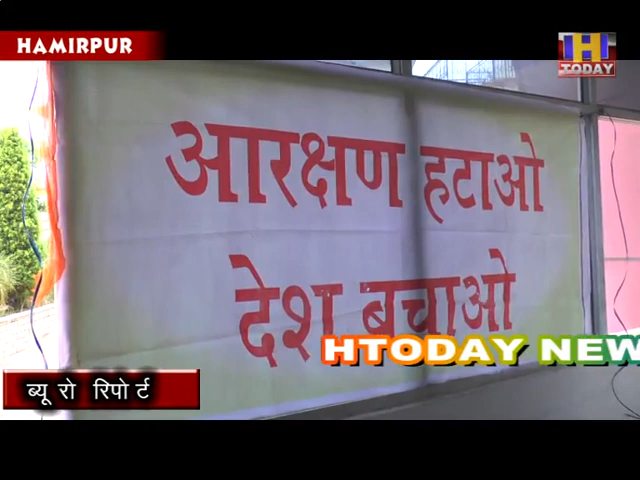 HAMIRPUR
H
TODAY
आरक्षण हटाओ
देश बचाओ
HTODAY NEW
ब्यूरो रिपोर्ट